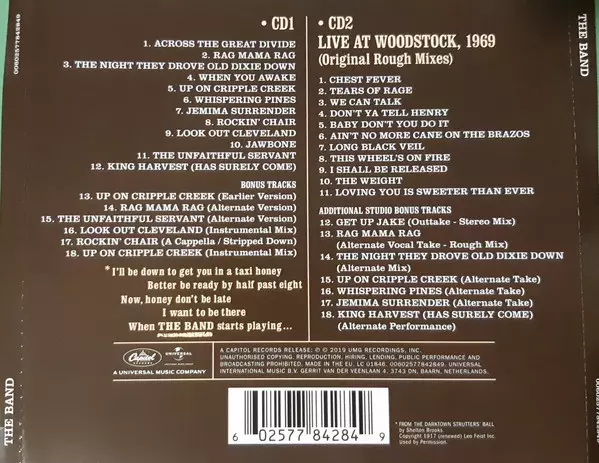 • CD1
1. ACROSS THE GREAT DIVIDE
2. RAG MAMA RAG
3. THE NIGHT THEY DROVE OLD DIXIE DOWN
4. WHEN YOU AWAKE
5. UP ON CRIPPLE CREEK
6. WHISPERING PINES
7. JEMIMA SURRENDER
8. ROCKIN' CHAIR
9. LOOK OUT CLEVELAND
10. JAWBONE
11. THE UNFAITHFUL SERVANT
12. KING HARVEST (HAS SURELY COME)
BONUS TRACKS
13. UP ON CRIPPLE CREEK (Earlier Version)
14. RAG MAMA RAG (Alternate Version)
15. THE UNFAITHFUL SERVANT (Alternate Version)
16. LOOK OUT CLEVELAND (Instrumental Mix)
17. ROCKIN' CHAIR (A Cappella / Stripped Down)
18. UP ON CRIPPLE CREEK (Instrumental Mix)
* I'll be down to get you in a taxi honey
Better be ready by half past eight
Now, honey don't be late
I want to be there
When THE BAND starts playing...
• CD2
LIVE AT WOODSTOCK, 1969
(Original Rough Mixes)
1. CHEST FEVER
2. TEARS OF RAGE
3. WE CAN TALK
4. DON'T YA TELL HENRY
5. BABY DON'T YOU DO IT
6. AIN'T NO MORE CANE ON THE BRAZOS
7. LONG BLACK VEIL
8. THIS WHEEL'S ON FIRE
9. I SHALL BE RELEASED
10. THE WEIGHT
11. LOVING YOU IS SWEETER THAN EVER
ADDITIONAL STUDIO BONUS TRACKS
12. GET UP JAKE (Outtake - Stereo Mix)
13. RAG MAMA RAG
(Alternate Vocal Take - Rough Mix)
14. THE NIGHT THEY DROVE OLD DIXIE DOWN
(Alternate Mix)
15. UP ON CRIPPLE CREEK (Alternate Take)
16. WHISPERING PINES (Alternate Take)
17. JEMIMA SURRENDER (Alternate Take)
18. KING HARVEST (HAS SURELY COME)
(Alternate Performance)
Capitol
UNIVERSAL
A UNIVERSAL MUSIC COMPANY
A CAPITOL RECORDS RELEASE; ℗ © 2019 UMG RECORDINGS, INC.
UNAUTHORISED COPYING, REPRODUCTION, HIRING, LENDING, PUBLIC PERFORMANCE AND
BROADCASTING PROHIBITED. MADE IN THE EU. LC 01846. 00602577842849. UNIVERSAL
INTERNATIONAL MUSIC B.V. GERRIT VAN DER VEENLAAN 4, 3743 DN, BAARN, NETHERLANDS.
6 02577 84284 9
* FROM THE DARKTOWN STRUTTERS' BALL
by Shelton Brooks
Copyright 1917 (renewed) Leo Feist Inc.
Used by Permission.
00602577842849
THE BAND
THE BAND
00602577842849